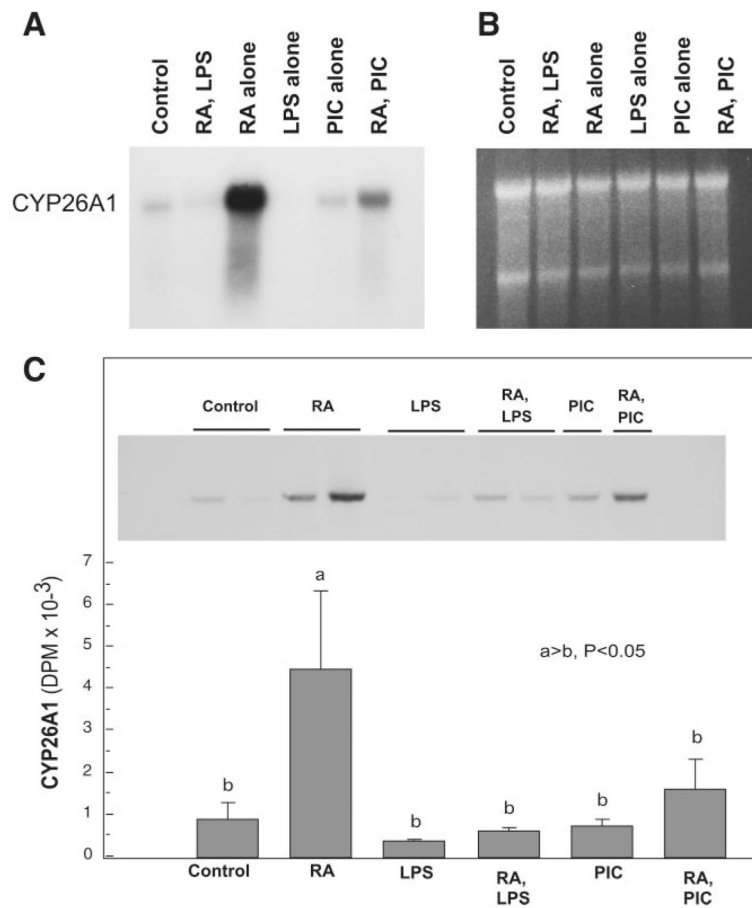 A
Control
RA, LPS
RA alone
LPS alone
PIC alone
RA, PIC
CYP26A1
B
Control
RA, LPS
RA alone
LPS alone
PIC alone
RA, PIC
C
Control
RA
LPS
RA,
LPS
PIC
RA,
PIC
CYP26A1 (DPM x 10-3)
7
6
5
4
3
2
1
0
b
a
b
b
b
b
a>b, P<0.05
Control
RA
LPS
RA,
LPS
PIC
RA,
PIC